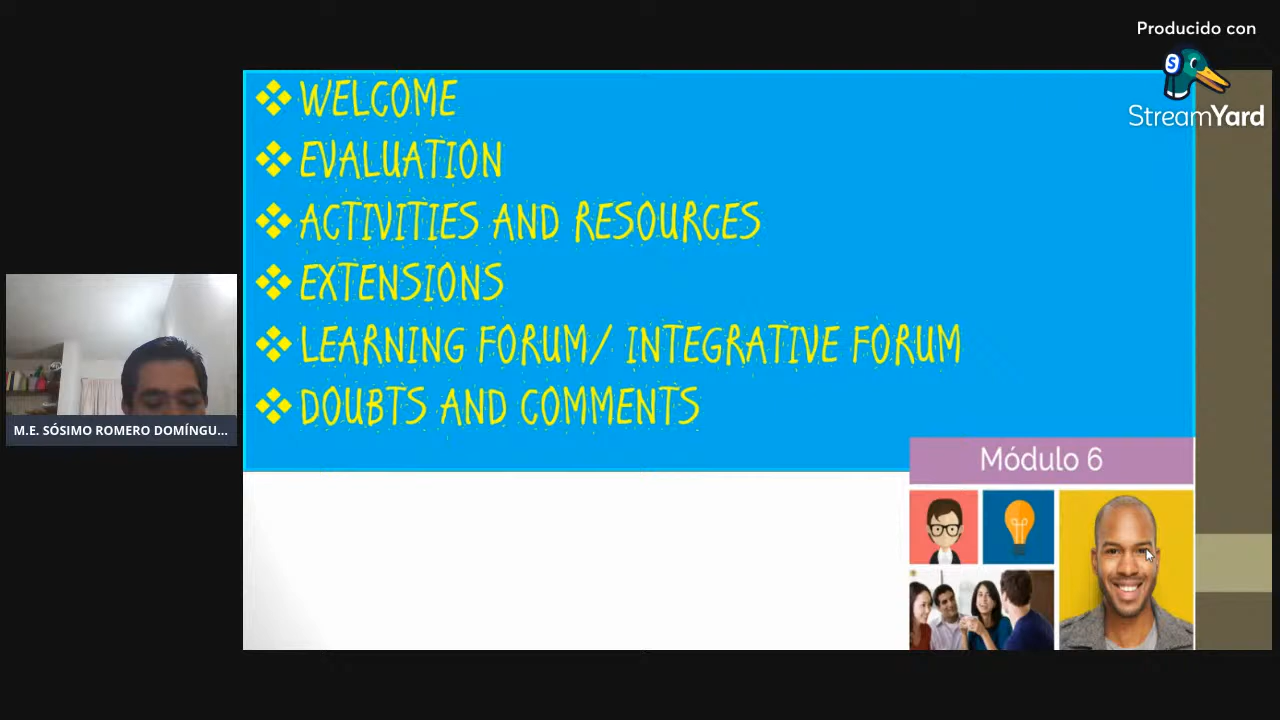 Producido con
StreamYard
WELCOME
EVALUATION
ACTIVITIES AND RESOURCES
EXTENSIONS
LEARNING FORUM/ INTEGRATIVE FORUM
DOUBTS AND COMMENTS
M.E. SÓSIMO ROMERO DOMÍNGU...
Módulo 6